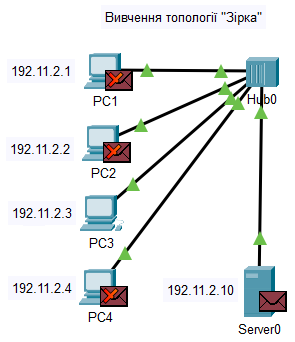 Вивчення топології "Зірка"
192.11.2.1
PC1
Hub0
192.11.2.2
PC2
192.11.2.3
PC3
192.11.2.4
PC4
192.11.2.10
Server0